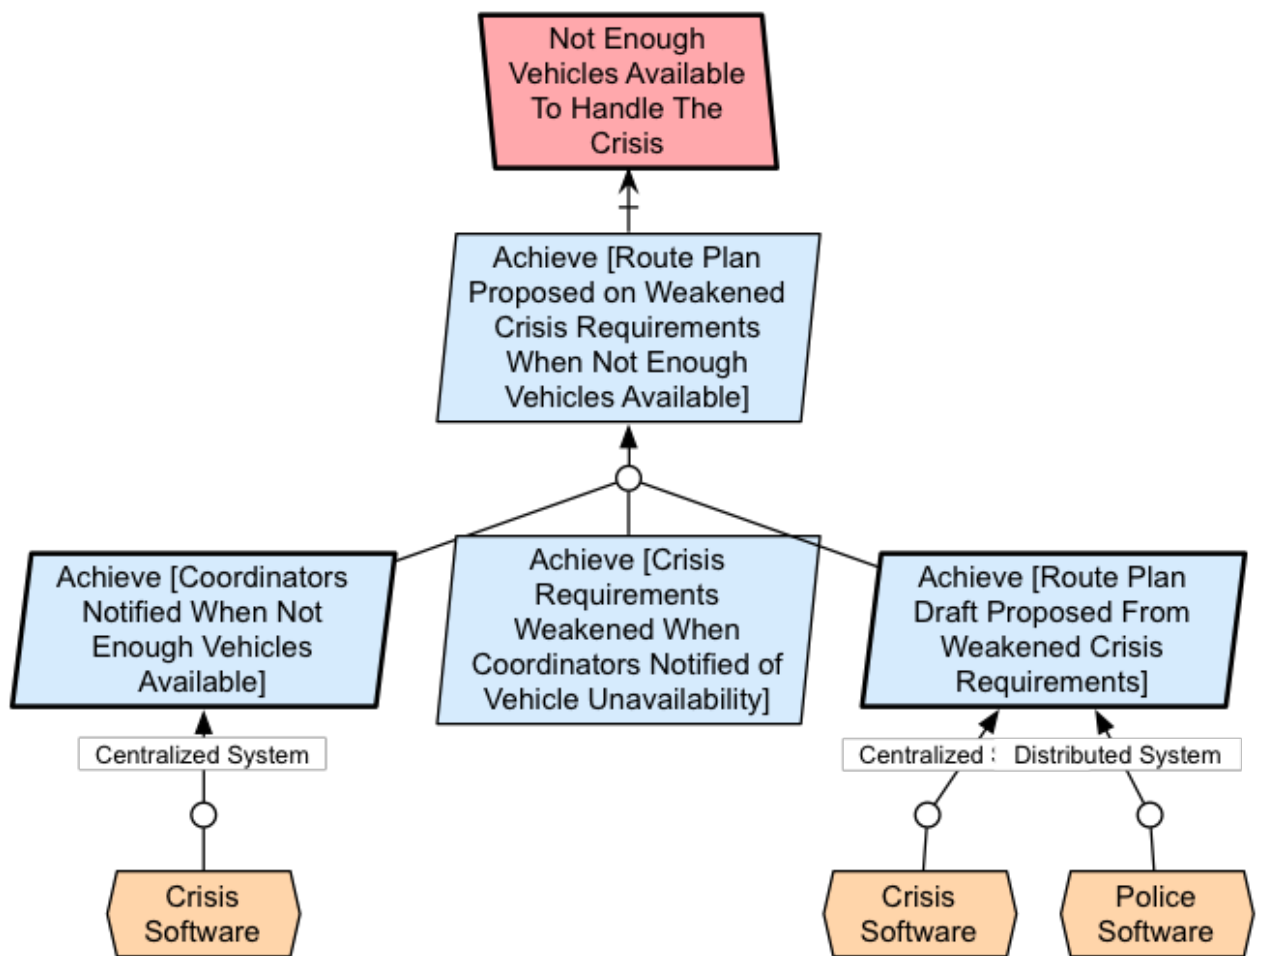 Not Enough
Vehicles Available
To Handle The
Crisis
Achieve [Route Plan
Proposed on Weakened
Crisis Requirements
When Not Enough
Vehicles Available]
Achieve [Coordinators
Notified When Not
Enough Vehicles
Available]
Achieve [Crisis
Requirements
Weakened When
Coordinators Notified of
Vehicle Unavailability]
Achieve [Route Plan
Draft Proposed From
Weakened Crisis
Requirements]
Centralized System
Centralized
Distributed System
Crisis
Software
Crisis
Software
Police
Software